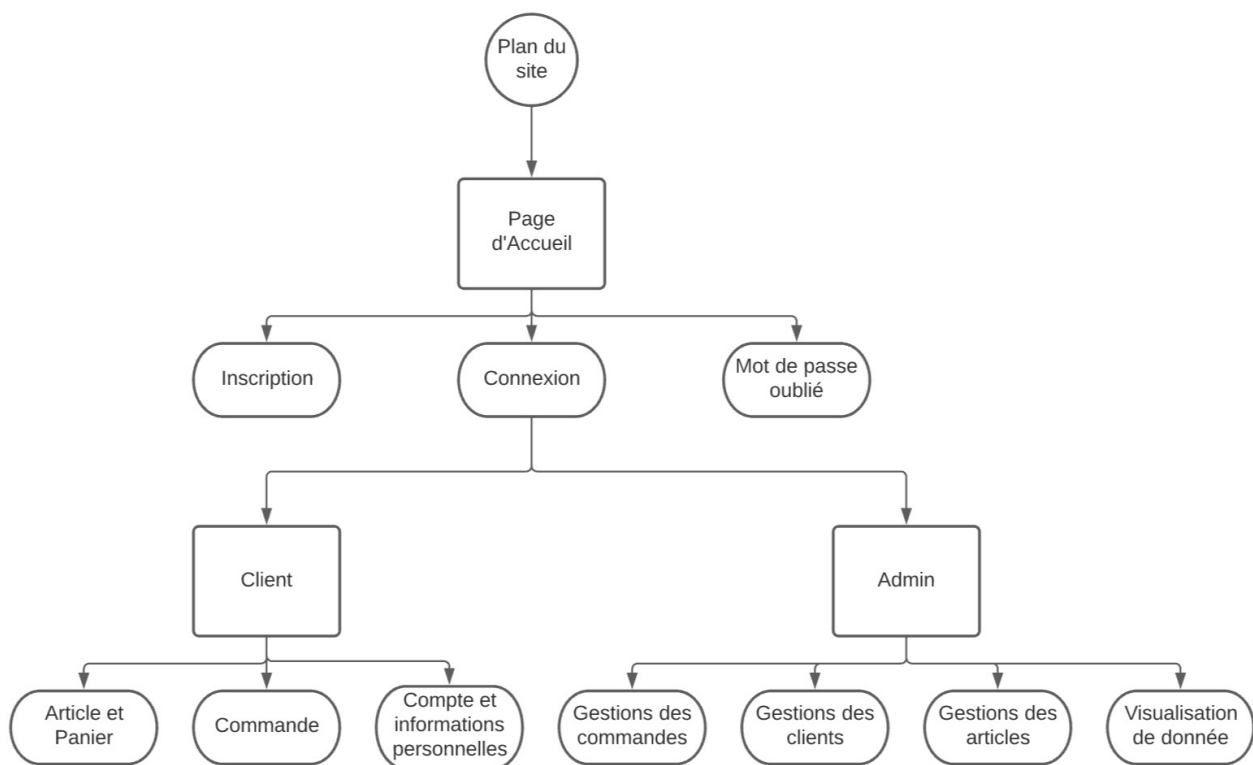 Plan du
site
Page
d'Accueil
Inscription
Connexion
Mot de passe
oublié
Client
Admin
Article et
Panier
Commande
Compte et
informations
personnelles
Gestions des
commandes
Gestions des
clients
Gestions des
articles
Visualisation
de donnée